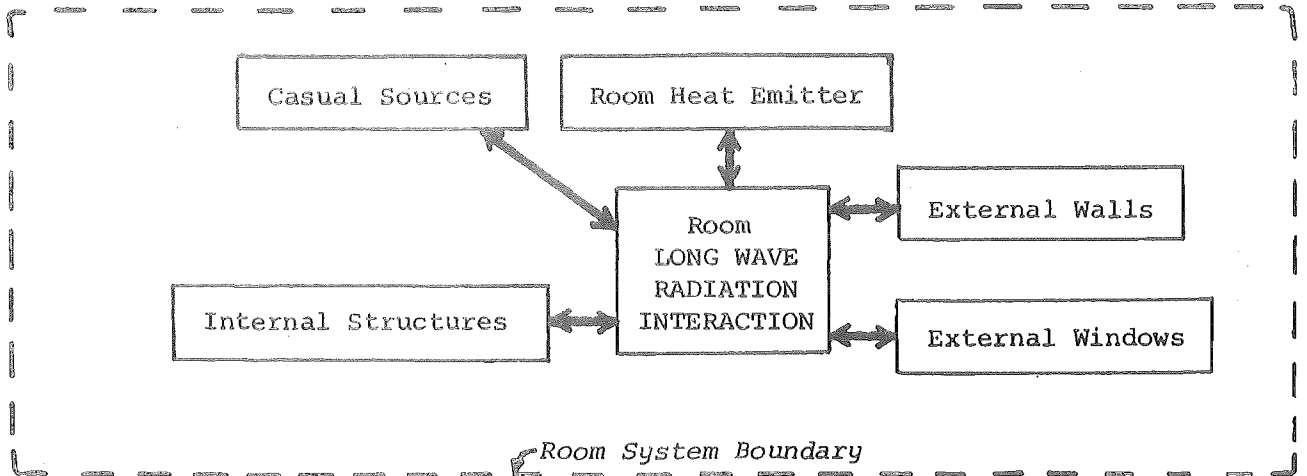 Casual Sources
Room Heat Emitter
Room
LONG WAVE
RADIATION
INTERACTION
External Walls
Internal Structures
External Windows
Room System Boundary